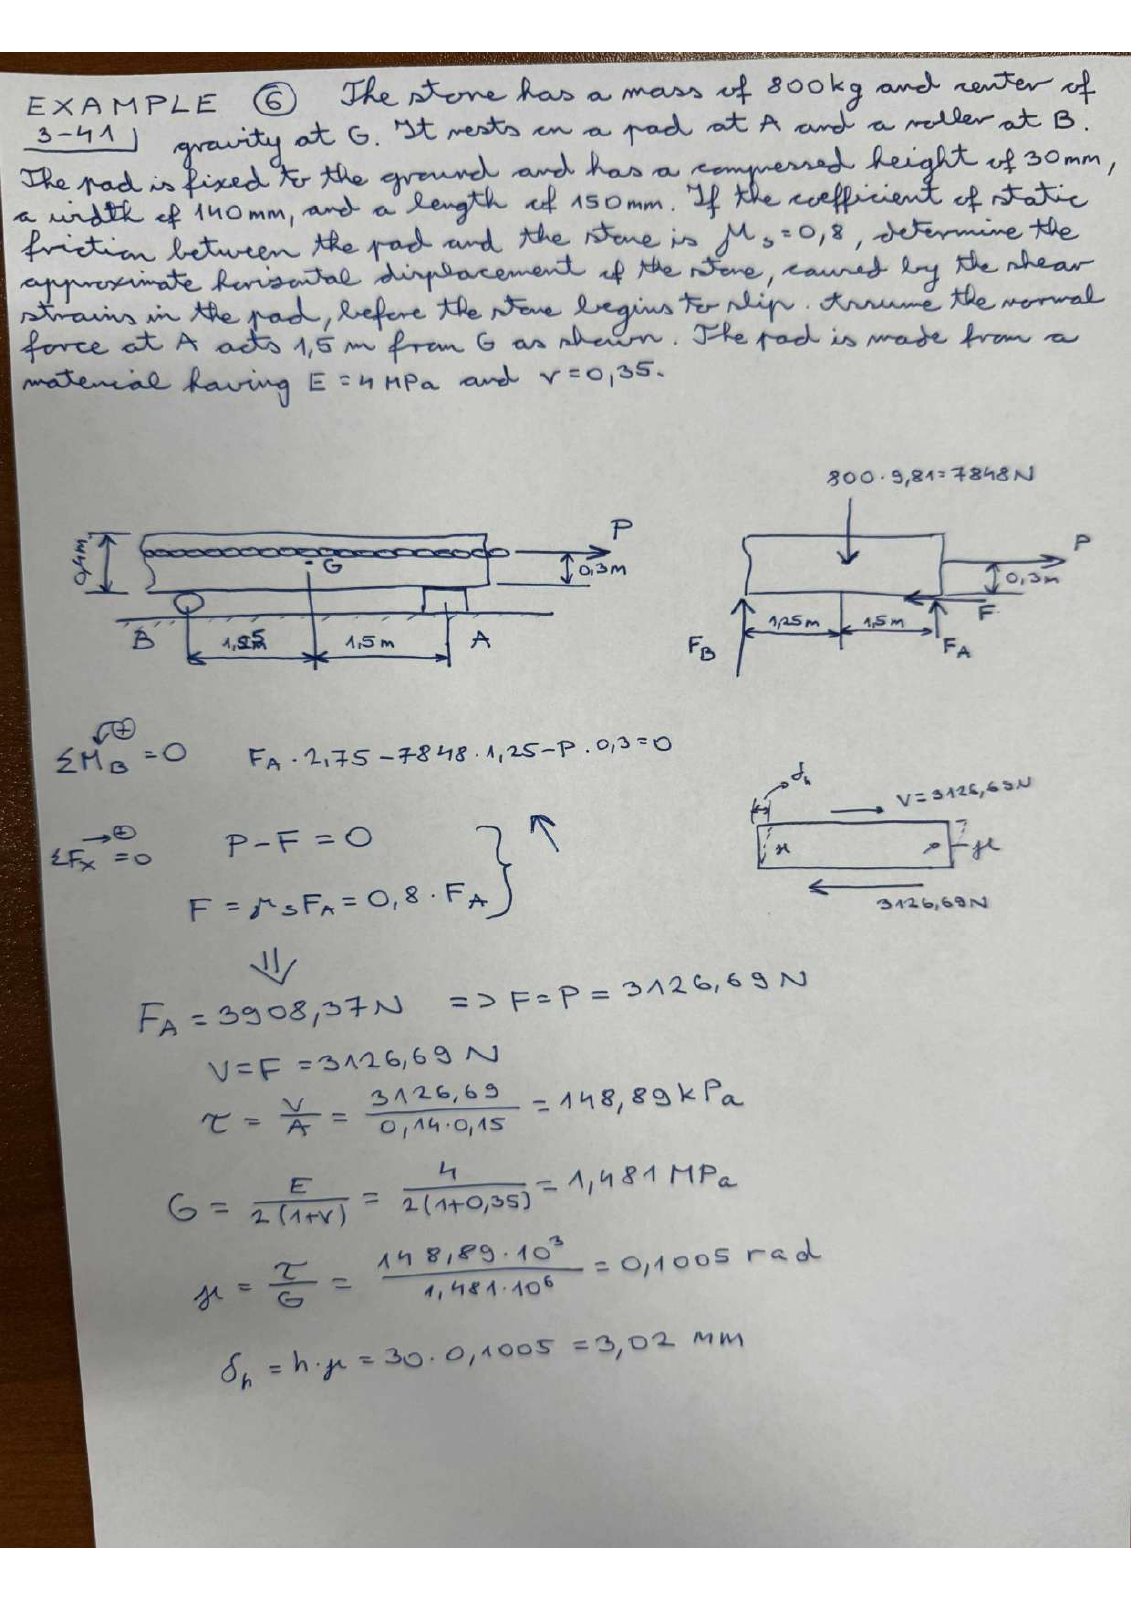 EXAMPLE ⑥ The stone has a mass of 800kg and center of
3-41 gravity at G. It rests on a pad at A and a roller at B.
The pad is fixed to the ground and has a compressed height of 30mm,
a width of 140mm, and a length of 150mm. If the coefficient of static
friction between the pad and the stone is μs=0,8, determine the
approximate horizontal displacement of the stone, caused by the shear
strains in the pad, before the stone begins to slip. Assume the normal
force at A acts 1,5 m from G as shown. The pad is made from a
material having E=4 MPa and ν=0,35.
800·9,81=7848N
0,4m
G
P
0,3m
P
0,3m
B
1,25m
1,5m
A
FB
1,25m
1,5m
F
FA
ΣMB=0 FA·2,75-7848·1,25-P·0,3=0
δh
V=3126,69N
γ
3126,69N
ΣFx=0 P-F=0
F=μsFA=0,8·FA
⇓
FA=3908,37N => F=P=3126,69N
V=F=3126,69N
τ=V/A=3126,69/0,14·0,15=148,89kPa
G=E/2(1+ν)=4/2(1+0,35)=1,481MPa
γ=τ/G=148,89·10³/1,481·10⁶=0,1005 rad
δh=h·γ=30·0,1005=3,02 mm